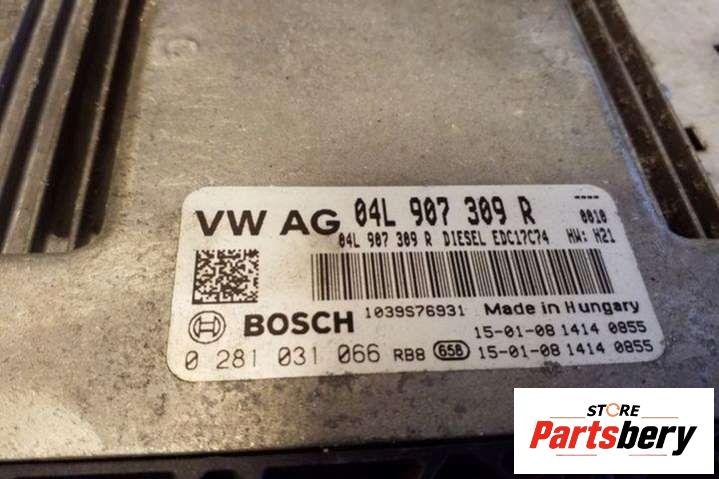 VW AG 04L 907 309 R
----
0010
04L 907 309 R DIESEL EDC17C74 HW: H21
1039S76931 Made in Hungary
BOSCH 15-01-08 1414 0855
0 281 031 066 RB8 658 15-01-08 1414 0855
STORE
Partsbery